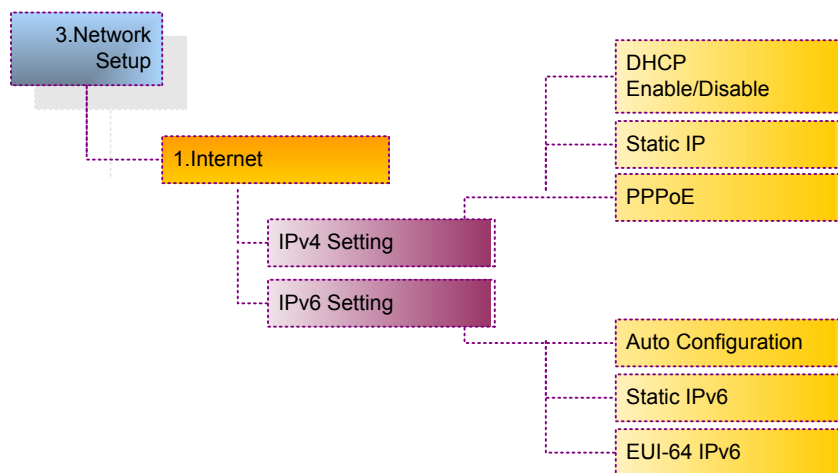 3.Network
Setup
1.Internet
IPv4 Setting
IPv6 Setting
DHCP
Enable/Disable
Static IP
PPPoE
Auto Configuration
Static IPv6
EUI-64 IPv6